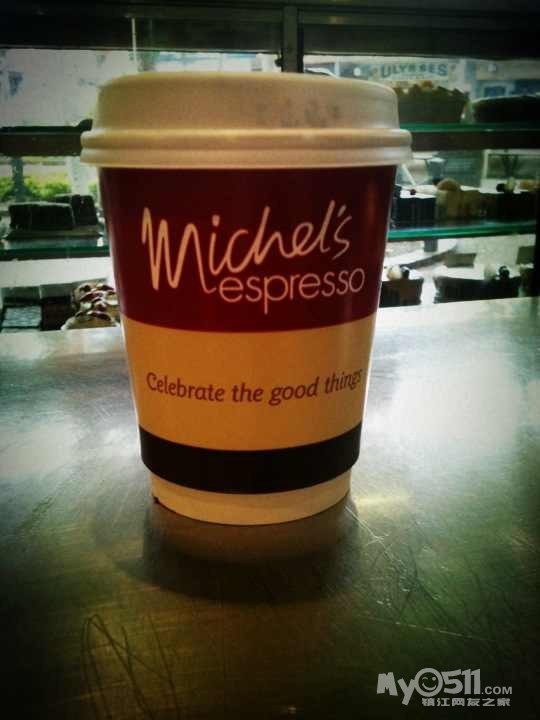 ULYSSES
Michel's
espresso
Celebrate the good things
My0511.com
镇江网友之家